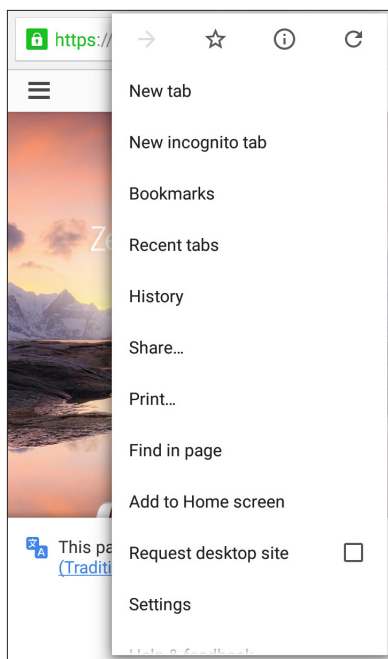 https://
New tab
New incognito tab
Bookmarks
Recent tabs
History
Share…
Print…
Find in page
Add to Home screen
Request desktop site
Settings
Ze
This pa
(Traditi